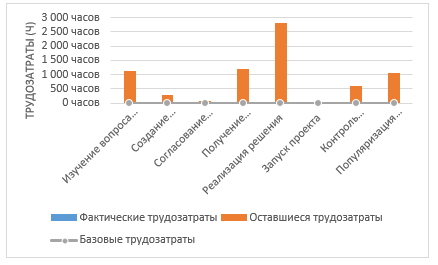 3 000 часов
2 500 часов
2 000 часов
1 500 часов
1 000 часов
500 часов
0 часов
ТРУДОЗАТРАТЫ (Ч)
Изучение вопроса…
Создание…
Согласование…
Получение…
Реализация решения
Запуск проекта
Контроль…
Популяризация…
Фактические трудозатраты
Оставшиеся трудозатраты
Базовые трудозатраты